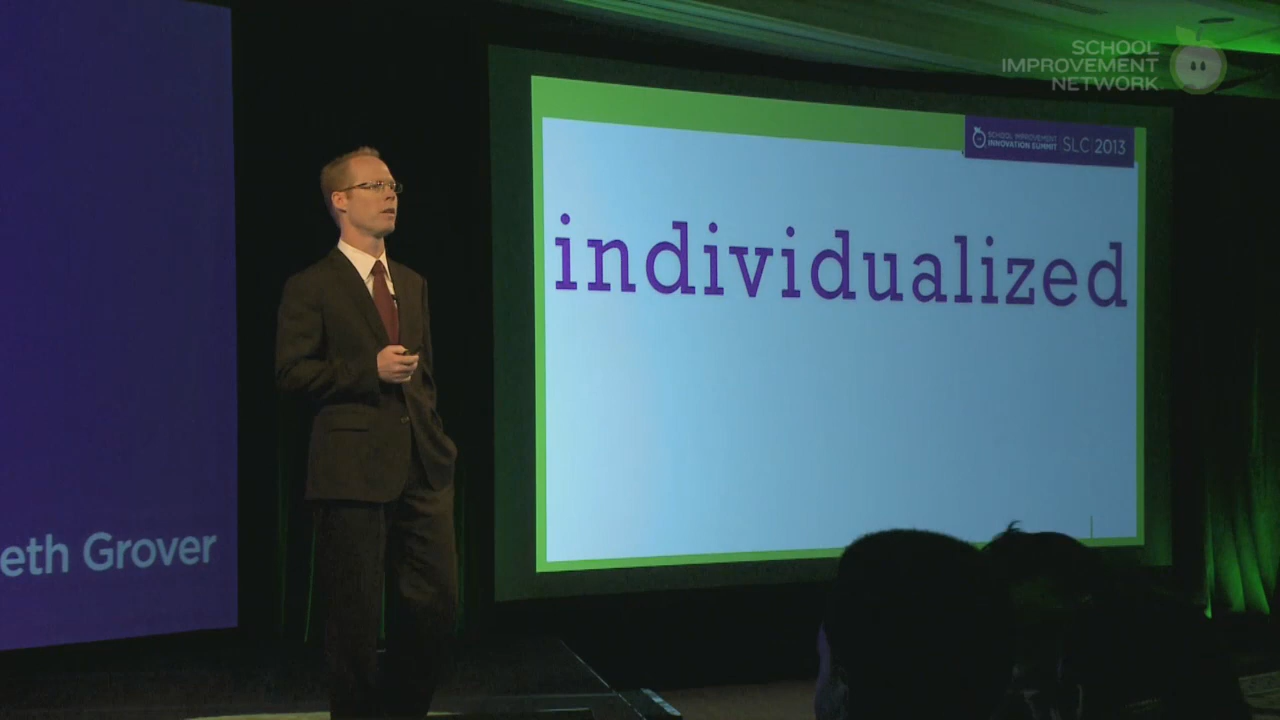 SCHOOL
IMPROVEMENT
NETWORK
SCHOOL IMPROVEMENT
INNOVATION SUMMIT
SLC 2013
individualized
eth Grover